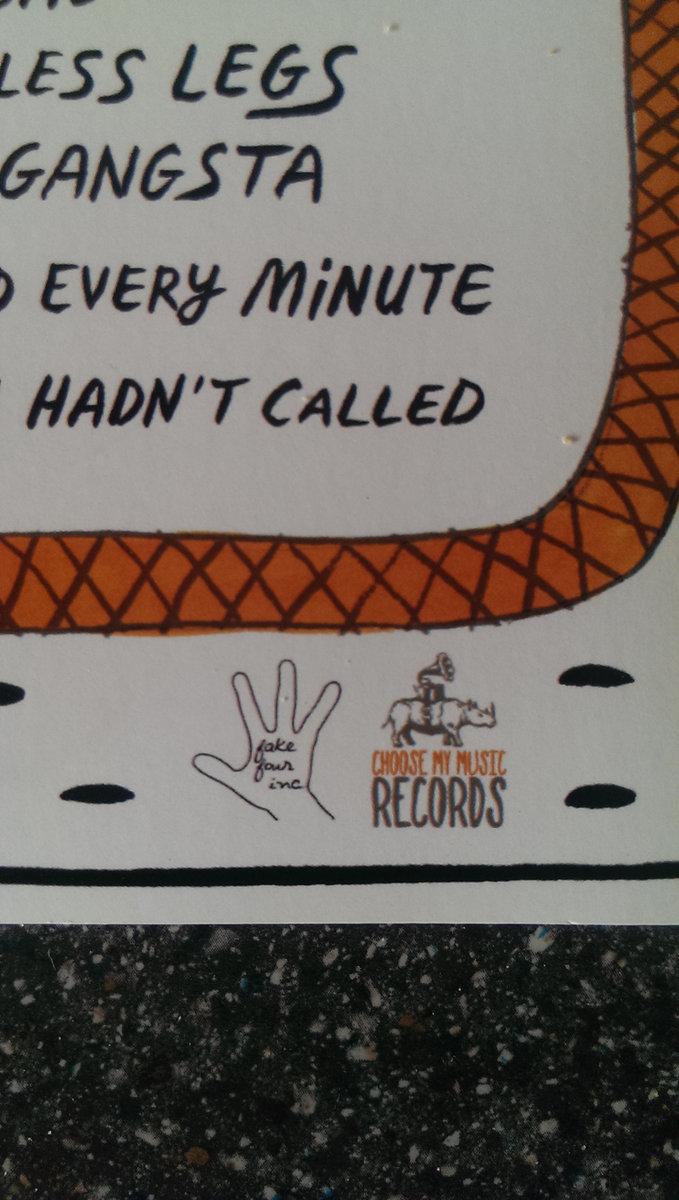 LESS LEGS
GANGSTA
EVERY MINUTE
HADN'T CALLED
fake
four
inc.
CHOOSE MY MUSIC
RECORDS